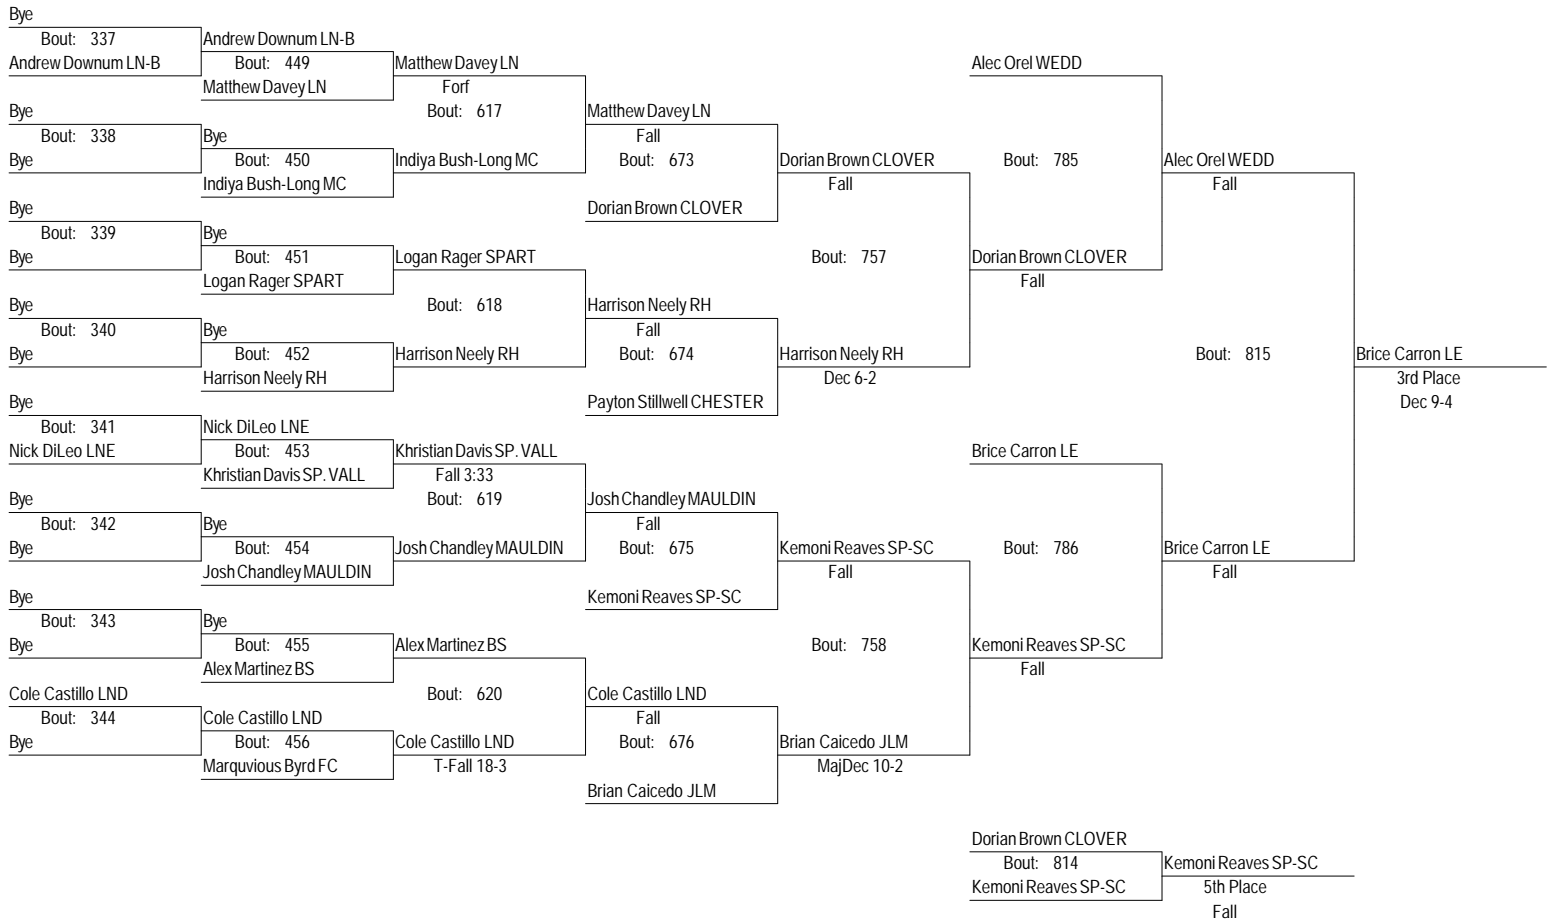 Bye
Bout: 337
Andrew Downum LN-B
Bye
Bout: 338
Bye
Bye
Bout: 339
Bye
Bye
Bout: 340
Bye
Bye
Bout: 341
Nick DiLeo LNE
Bye
Bout: 342
Bye
Bye
Bout: 343
Bye
Cole Castillo LND
Bout: 344
Bye
Andrew Downum LN-B
Bout: 449
Matthew Davey LN
Bye
Bout: 450
Indiya Bush-Long MC
Bye
Bout: 451
Logan Rager SPART
Bye
Bout: 452
Harrison Neely RH
Nick DiLeo LNE
Bout: 453
Khristian Davis SP. VALL
Bye
Bout: 454
Josh Chandley MAULDIN
Bye
Bout: 455
Alex Martinez BS
Cole Castillo LND
Bout: 456
Marquvious Byrd FC
Matthew Davey LN
Forf
Bout: 617
Indiya Bush-Long MC
Logan Rager SPART
Bout: 618
Harrison Neely RH
Khristian Davis SP. VALL
Fall 3:33
Bout: 619
Josh Chandley MAULDIN
Alex Martinez BS
Bout: 620
Cole Castillo LND
T-Fall 18-3
Matthew Davey LN
Fall
Bout: 673
Dorian Brown CLOVER
Harrison Neely RH
Fall
Bout: 674
Payton Stillwell CHESTER
Josh Chandley MAULDIN
Fall
Bout: 675
Kemoni Reaves SP-SC
Cole Castillo LND
Fall
Bout: 676
Brian Caicedo JLM
Dorian Brown CLOVER
Fall
Bout: 757
Harrison Neely RH
Dec 6-2
Kemoni Reaves SP-SC
Fall
Bout: 758
Brian Caicedo JLM
MajDec 10-2
Alec Orel WEDD
Bout: 785
Dorian Brown CLOVER
Fall
Brice Carron LE
Bout: 786
Kemoni Reaves SP-SC
Fall
Alec Orel WEDD
Fall
Bout: 815
Brice Carron LE
Fall
Brice Carron LE
3rd Place
Dec 9-4
Dorian Brown CLOVER
Bout: 814
Kemoni Reaves SP-SC
Kemoni Reaves SP-SC
5th Place
Fall